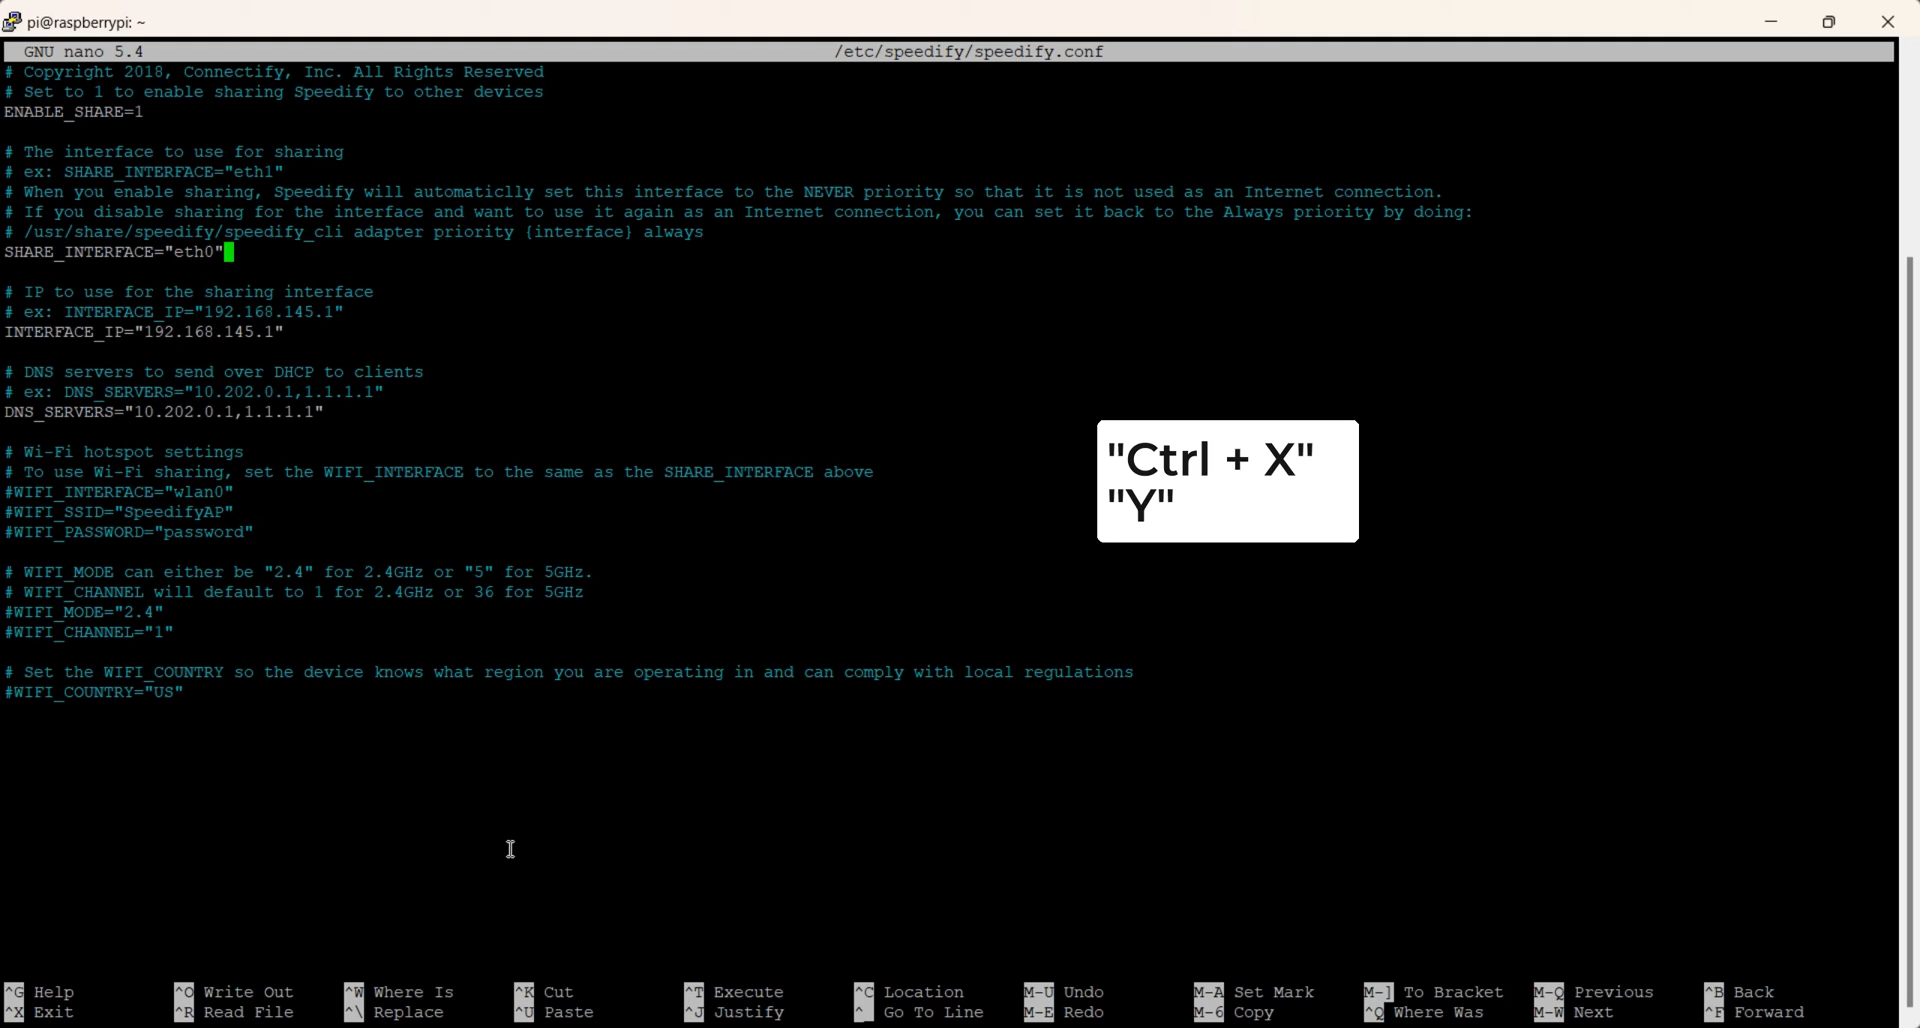 pi@raspberrypi: ~
GNU nano 5.4 /etc/speedify/speedify.conf
# Copyright 2018, Connectify, Inc. All Rights Reserved
# Set to 1 to enable sharing Speedify to other devices
ENABLE_SHARE=1
# The interface to use for sharing
# ex: SHARE_INTERFACE="eth1"
# When you enable sharing, Speedify will automaticlly set this interface to the NEVER priority so that it is not used as an Internet connection.
# If you disable sharing for the interface and want to use it again as an Internet connection, you can set it back to the Always priority by doing:
# /usr/share/speedify/speedify_cli adapter priority {interface} always
SHARE_INTERFACE="eth0"
# IP to use for the sharing interface
# ex: INTERFACE_IP="192.168.145.1"
INTERFACE_IP="192.168.145.1"
# DNS servers to send over DHCP to clients
# ex: DNS_SERVERS="10.202.0.1,1.1.1.1"
DNS_SERVERS="10.202.0.1,1.1.1.1"
# Wi-Fi hotspot settings
# To use Wi-Fi sharing, set the WIFI_INTERFACE to the same as the SHARE_INTERFACE above
#WIFI_INTERFACE="wlan0"
#WIFI_SSID="SpeedifyAP"
#WIFI_PASSWORD="password"
"Ctrl + X"
"Y"
# WIFI_MODE can either be "2.4" for 2.4GHz or "5" for 5GHz.
# WIFI_CHANNEL will default to 1 for 2.4GHz or 36 for 5GHz
#WIFI_MODE="2.4"
#WIFI_CHANNEL="1"
# Set the WIFI_COUNTRY so the device knows what region you are operating in and can comply with local regulations
#WIFI_COUNTRY="US"
^G Help ^O Write Out ^W Where Is ^K Cut ^T Execute ^C Location M-U Undo M-A Set Mark M-] To Bracket M-Q Previous ^B Back
^X Exit ^R Read File ^\ Replace ^U Paste ^J Justify ^_ Go To Line M-E Redo M-6 Copy ^Q Where Was M-W Next ^F Forward